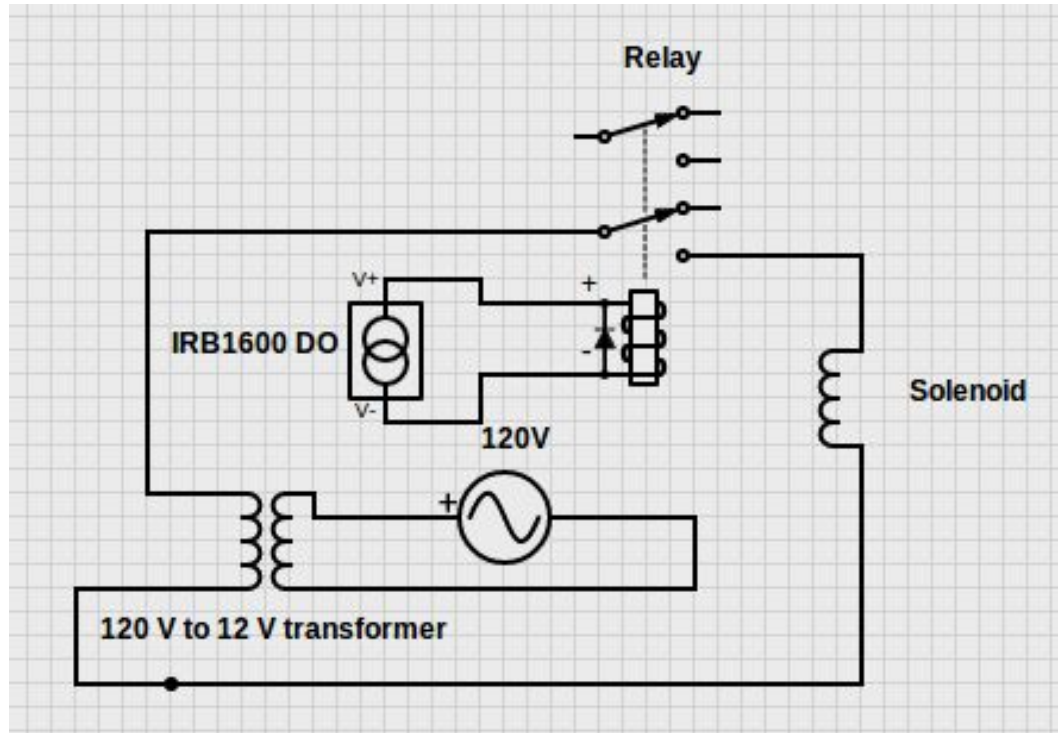 Relay
V+
+
IRB1600 DO
-
V-
Solenoid
120V
+
120 V to 12 V transformer